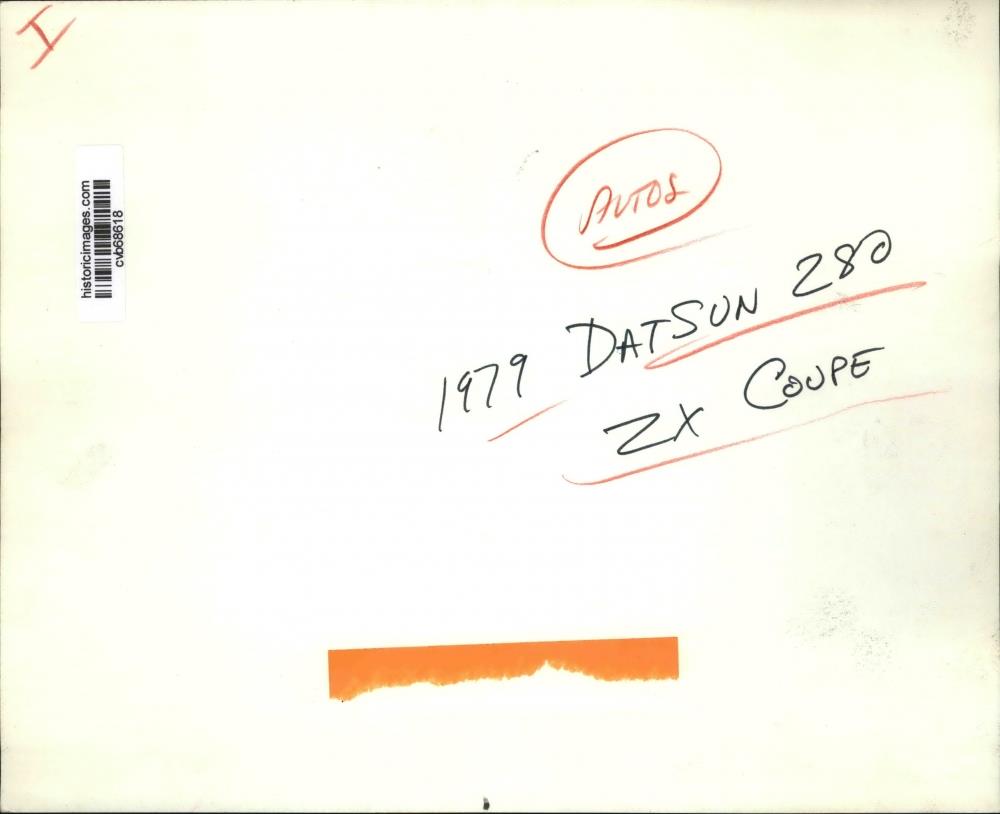 I
historicimages.com
cvb68618
AUTOS
1979 DATSUN 280
ZX COUPE